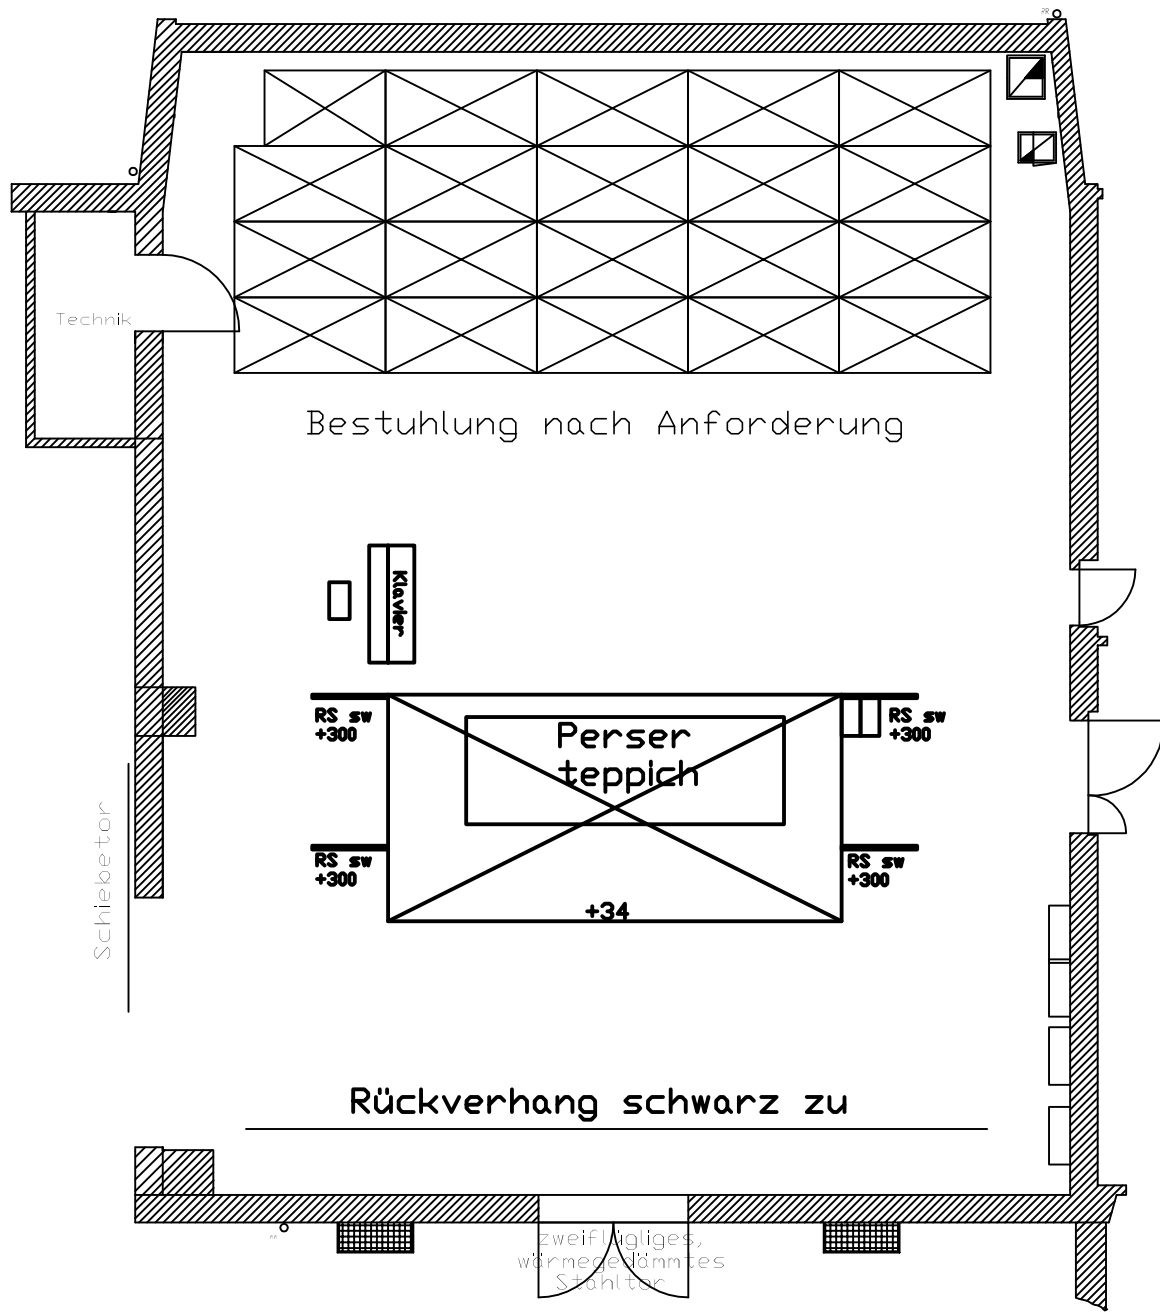 RR
Technik
Bestuhlung nach Anforderung
Klavier
RS sw
+300
RS sw
+300
Perser
teppich
RS sw
+300
RS sw
+300
+34
Schiebetor
Rückverhang schwarz zu
zweiflügliges,
wärmegedämmtes
Stahltor